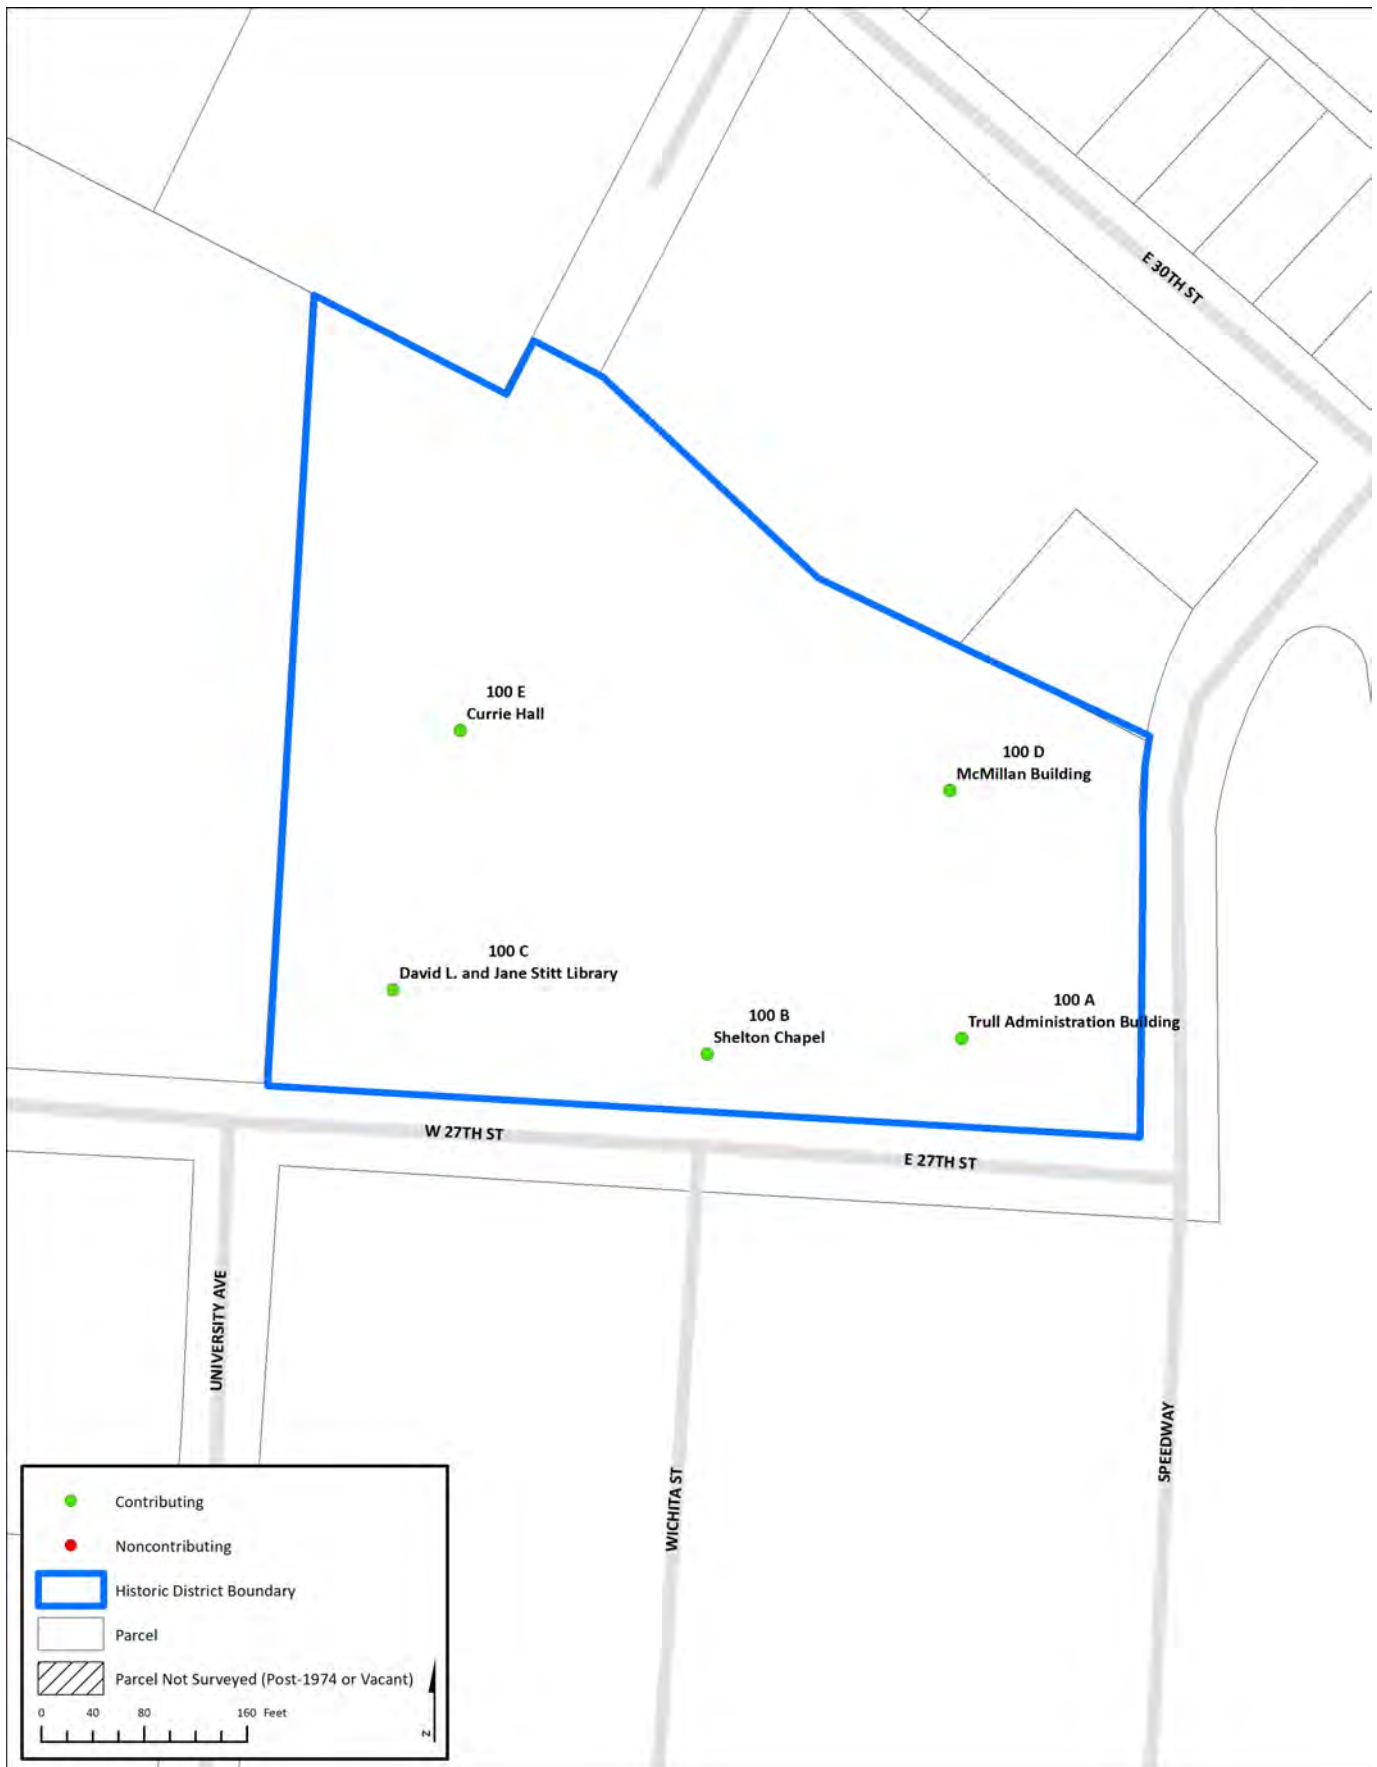 E 30TH ST
100 E
Currie Hall
100 D
McMillan Building
100 C
David L. and Jane Stitt Library
100 B
Shelton Chapel
100 A
Trull Administration Building
W 27TH ST
E 27TH ST
UNIVERSITY AVE
WICHITA ST
SPEEDWAY
Contributing
Noncontributing
Historic District Boundary
Parcel
Parcel Not Surveyed (Post-1974 or Vacant)
0 40 80 160 Feet
N